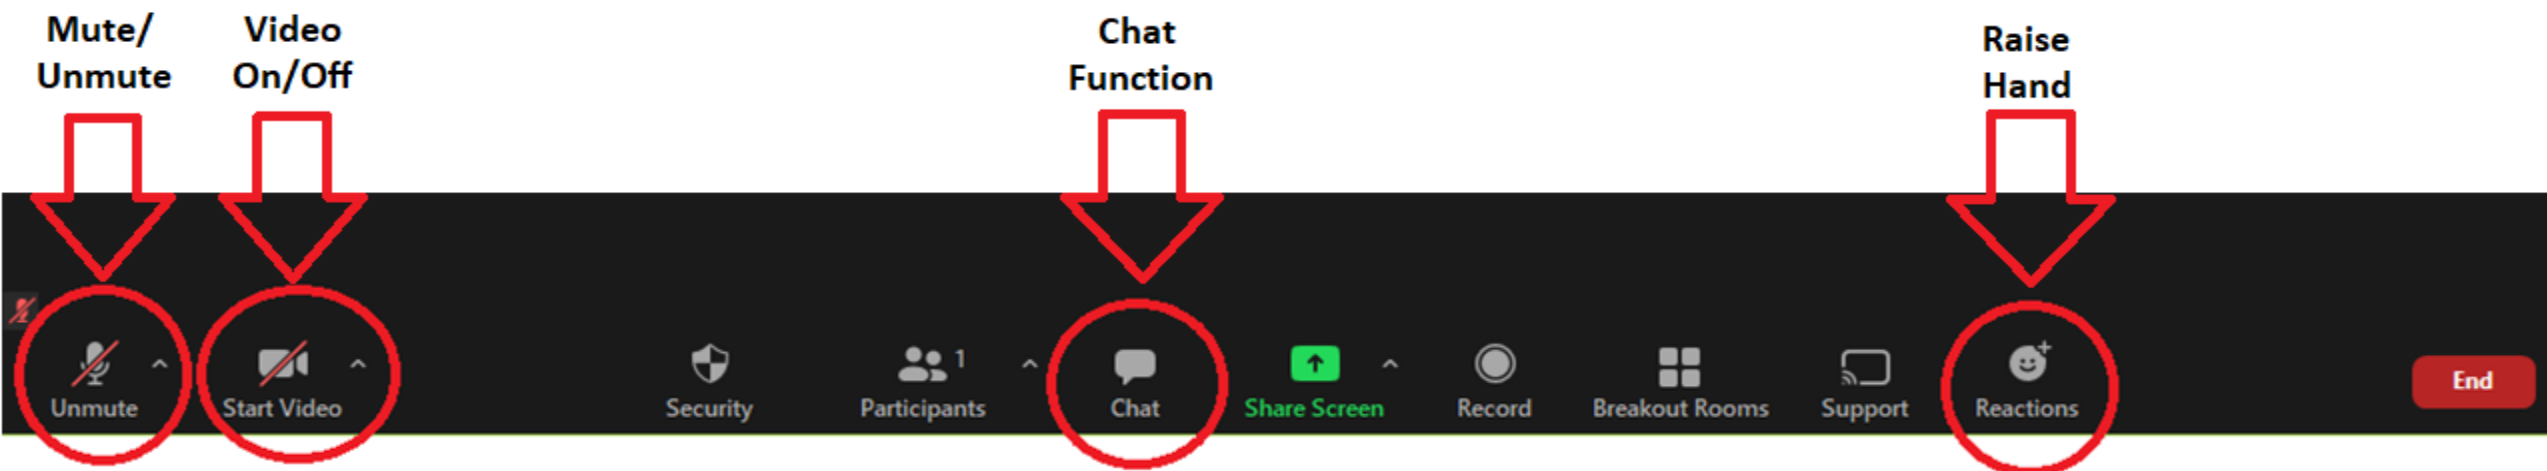 Mute/
Unmute
Video
On/Off
Chat
Function
Raise
Hand
Unmute
Start Video
Security
Participants
1
Chat
Share Screen
Record
Breakout Rooms
Support
Reactions
End